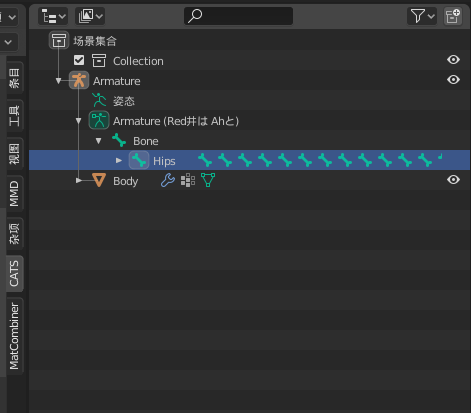 场景集合
Collection
Armature
姿态
Armature (Red井は Ahと)
Bone
Hips
Body
条目
工具
视图
MMD
杂项
CATS
MatCombiner